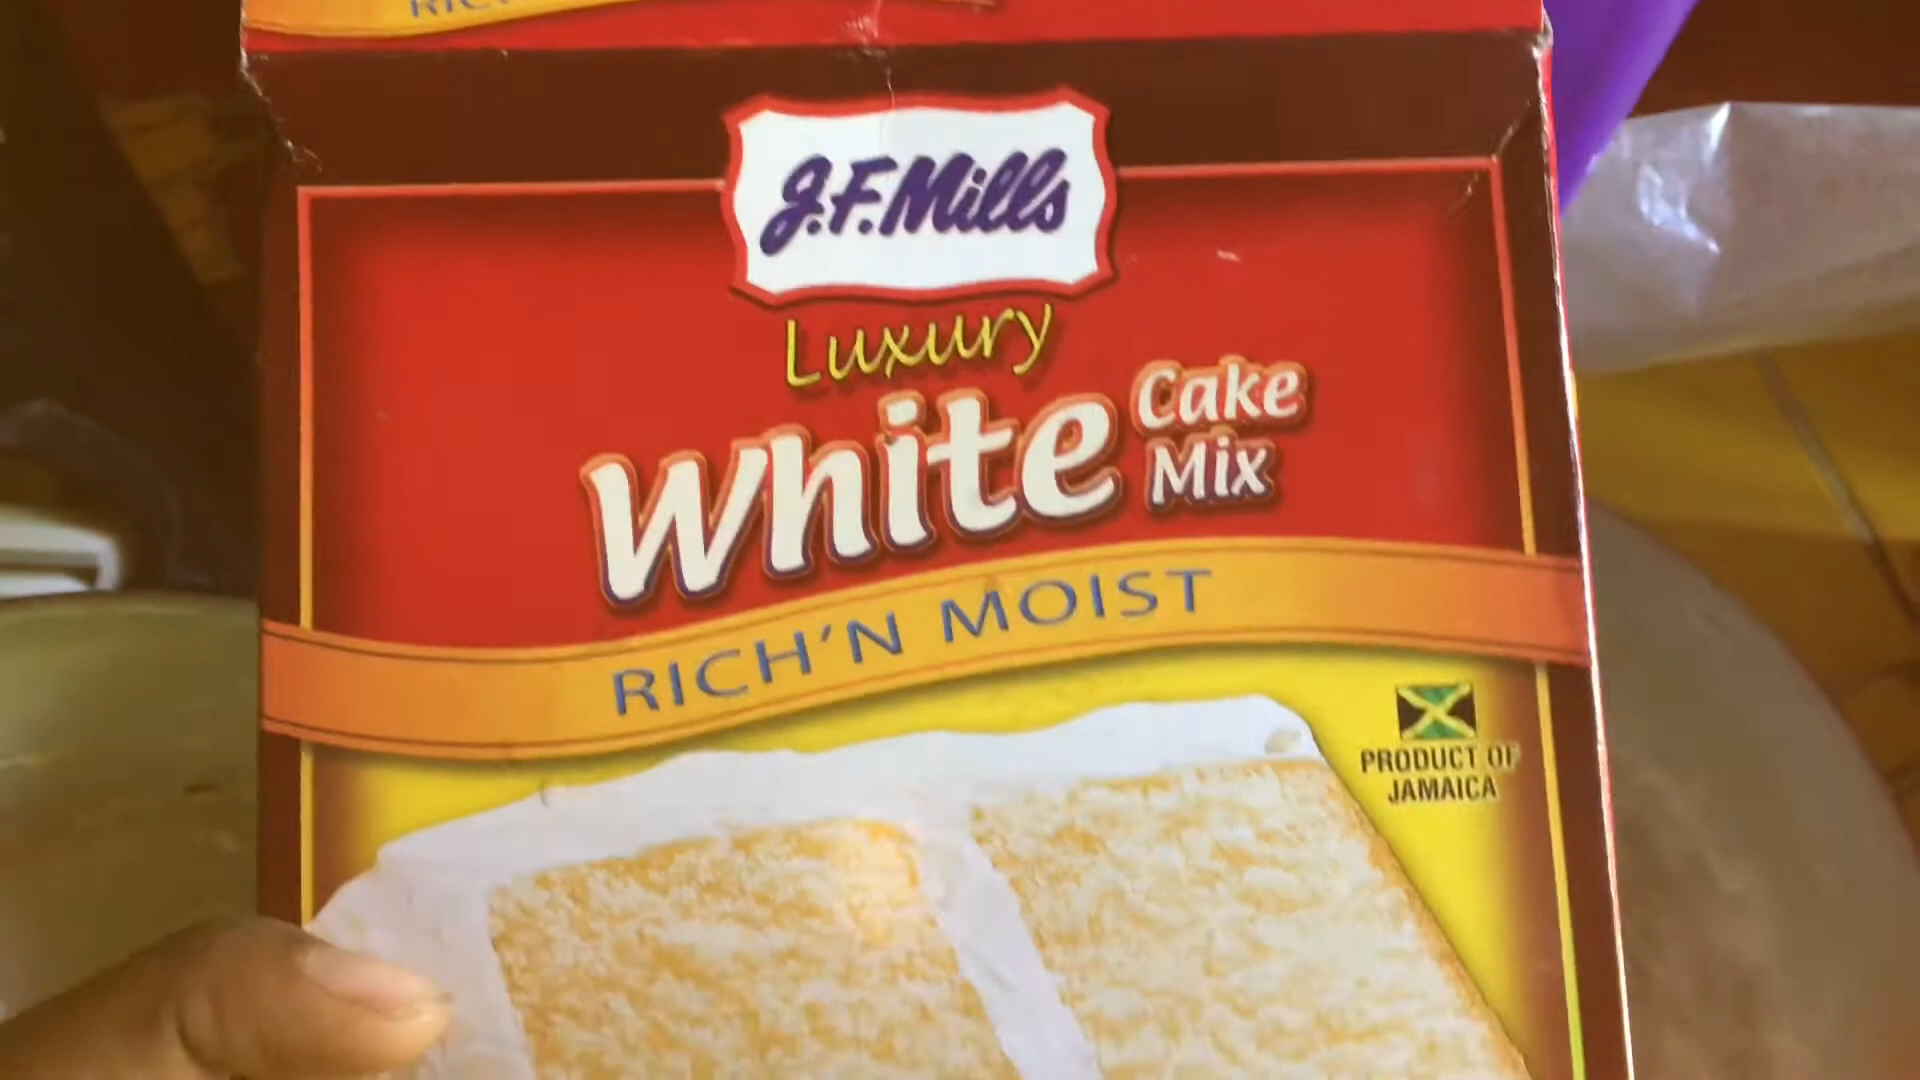 J.F. Mills
Luxury
White Cake Mix
RICH'N MOIST
PRODUCT OF
JAMAICA